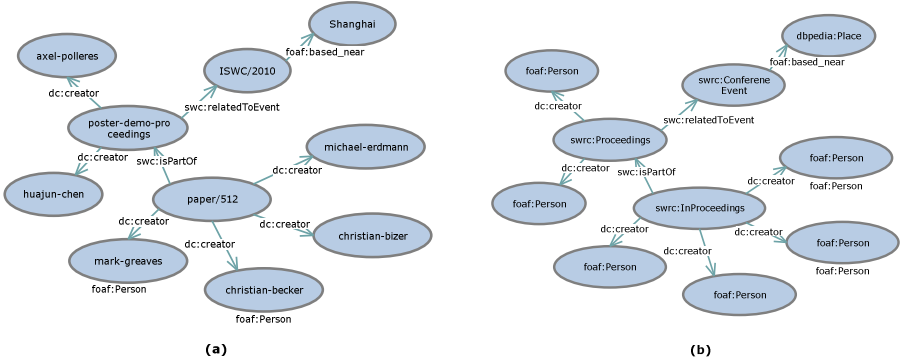 Shanghai
foaf:based_near
axel-polleres
ISWC/2010
dc:creator
swc:relatedToEvent
poster-demo-pro
ceedings
dc:creator
swc:isPartOf
michael-erdmann
dc:creator
huajun-chen
paper/512
dc:creator
dc:creator
christian-bizer
dc:creator
mark-greaves
foaf:Person
christian-becker
foaf:Person
(a)
dbpedia:Place
foaf:based_near
foaf:Person
swrc:Conferene
Event
dc:creator
swc:relatedToEvent
swrc:Proceedings
dc:creator
swc:isPartOf
foaf:Person
foaf:Person
dc:creator
foaf:Person
swrc:InProceedings
dc:creator
dc:creator
foaf:Person
foaf:Person
dc:creator
foaf:Person
foaf:Person
(b)